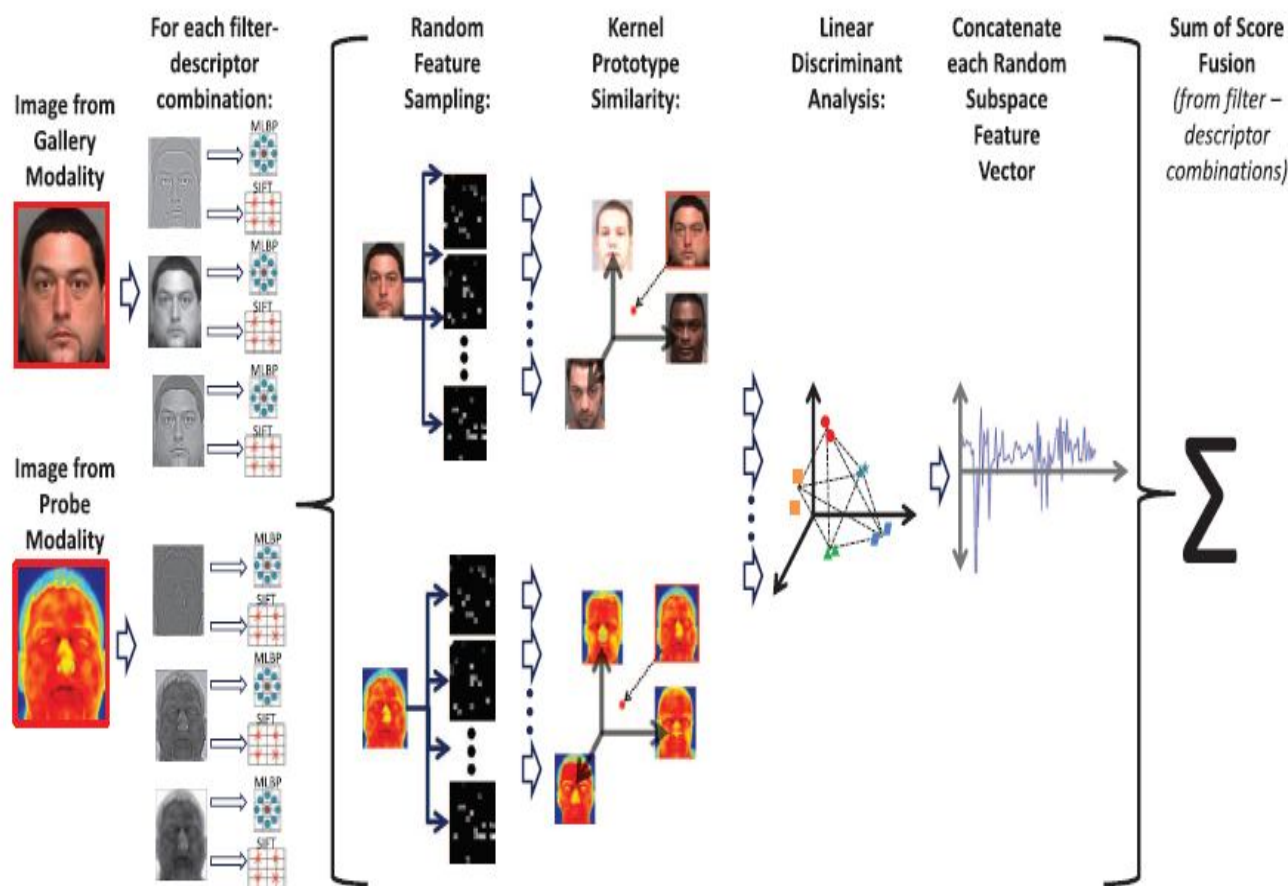 For each filter-
descriptor
combination:
Random
Feature
Sampling:
Kernel
Prototype
Similarity:
Linear
Discriminant
Analysis:
Concatenate
each Random
Subspace
Feature
Vector
Sum of Score
Fusion
(from filter –
descriptor
combinations)
Image from
Gallery
Modality
MLBP
SIFT
MLBP
SIFT
MLBP
SIFT
Image from
Probe
Modality
MLBP
SIFT
MLBP
SIFT
MLBP
SIFT
Σ